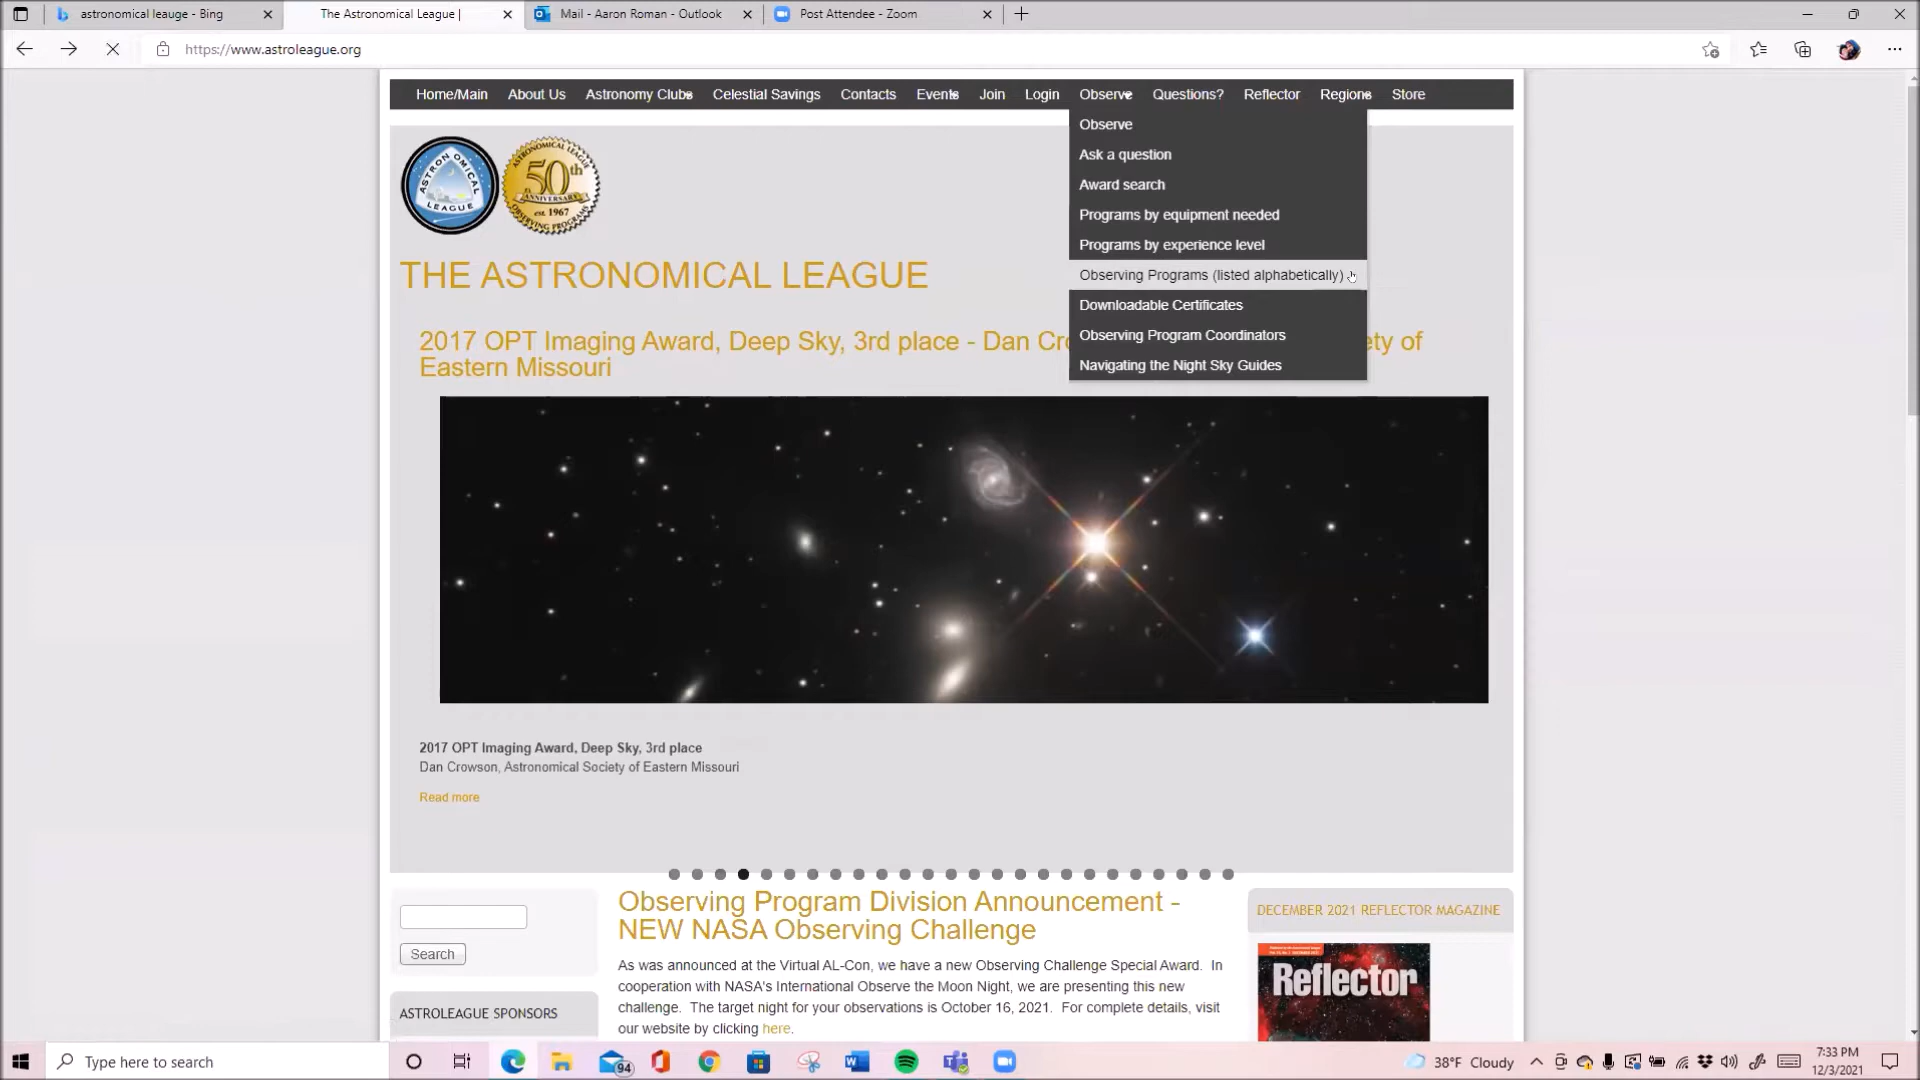 astronomical leauge - Bing
The Astronomical League |
Mail - Aaron Roman - Outlook
Post Attendee - Zoom
https://www.astroleague.org
Home/Main About Us Astronomy Clubs Celestial Savings Contacts Events Join Login Observe Questions? Reflector Regions Store
Observe
Ask a question
Award search
Programs by equipment needed
Programs by experience level
Observing Programs (listed alphabetically)
Downloadable Certificates
Observing Program Coordinators
Navigating the Night Sky Guides
ASTRONOMICAL LEAGUE
50th
ANNIVERSARY
est. 1967
OBSERVING PROGRAMS
THE ASTRONOMICAL LEAGUE
2017 OPT Imaging Award, Deep Sky, 3rd place - Dan Cro ety of
Eastern Missouri
2017 OPT Imaging Award, Deep Sky, 3rd place
Dan Crowson, Astronomical Society of Eastern Missouri
Read more
Search
ASTROLEAGUE SPONSORS
Observing Program Division Announcement -
NEW NASA Observing Challenge
As was announced at the Virtual AL-Con, we have a new Observing Challenge Special Award. In
cooperation with NASA's International Observe the Moon Night, we are presenting this new
challenge. The target night for your observations is October 16, 2021. For complete details, visit
our website by clicking here.
DECEMBER 2021 REFLECTOR MAGAZINE
Reflector
Type here to search
94
38°F Cloudy
7:33 PM
12/3/2021